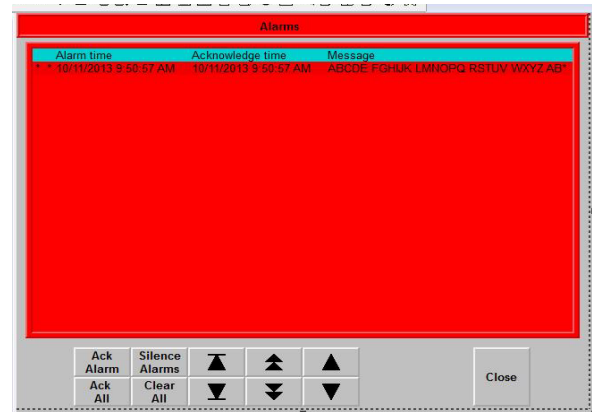 Alarms
Alarm time Acknowledge time Message
* * 10/11/2013 9:50:57 AM 10/11/2013 9:50:57 AM ABCDE FGHIJK LMNOPQ RSTUV WXYZ AB*
Ack Alarm
Silence Alarms
Ack All
Clear All
Close